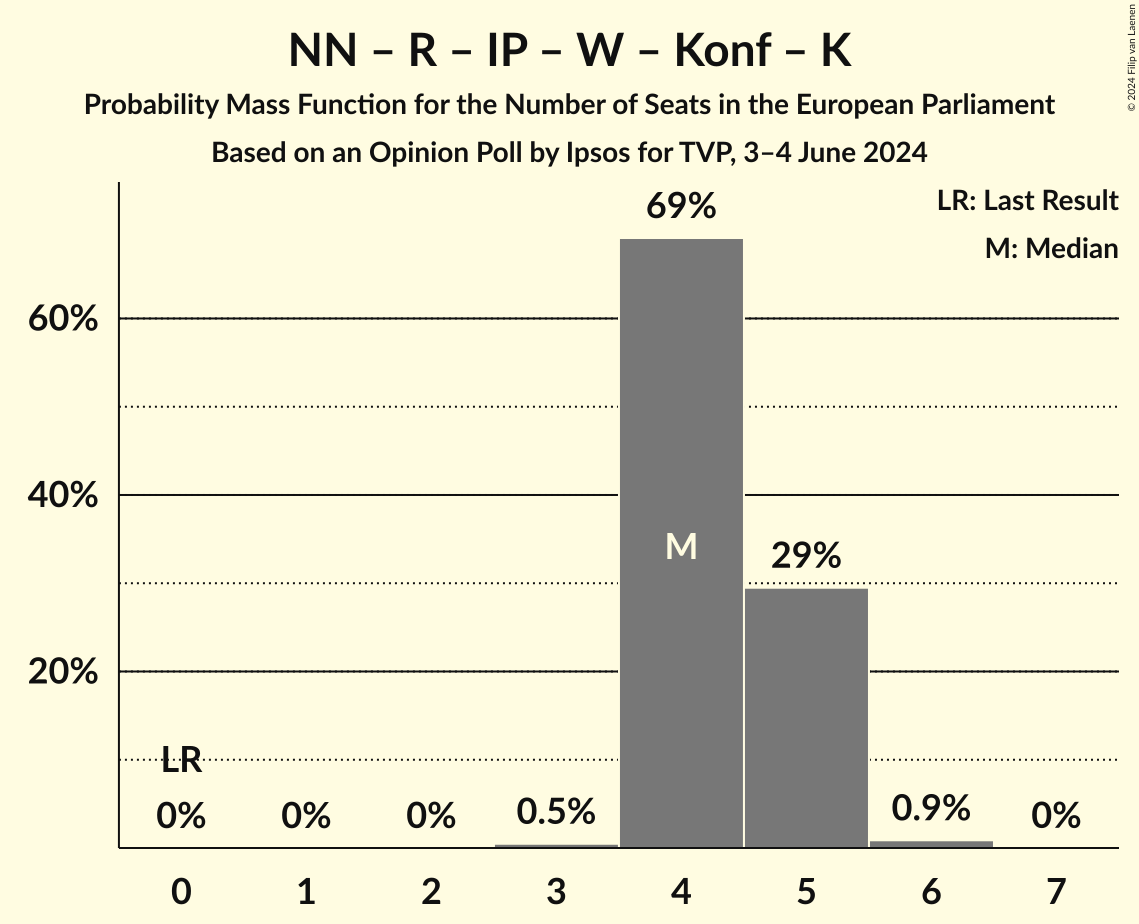 NN – R – IP – W – Konf – K
Probability Mass Function for the Number of Seats in the European Parliament
Based on an Opinion Poll by Ipsos for TVP, 3–4 June 2024
© 2024 Filip van Laenen
LR: Last Result
M: Median
69%
60%
40%
M
29%
20%
LR
0%
0%
0%
0.5%
0.9%
0%
0
1
2
3
4
5
6
7